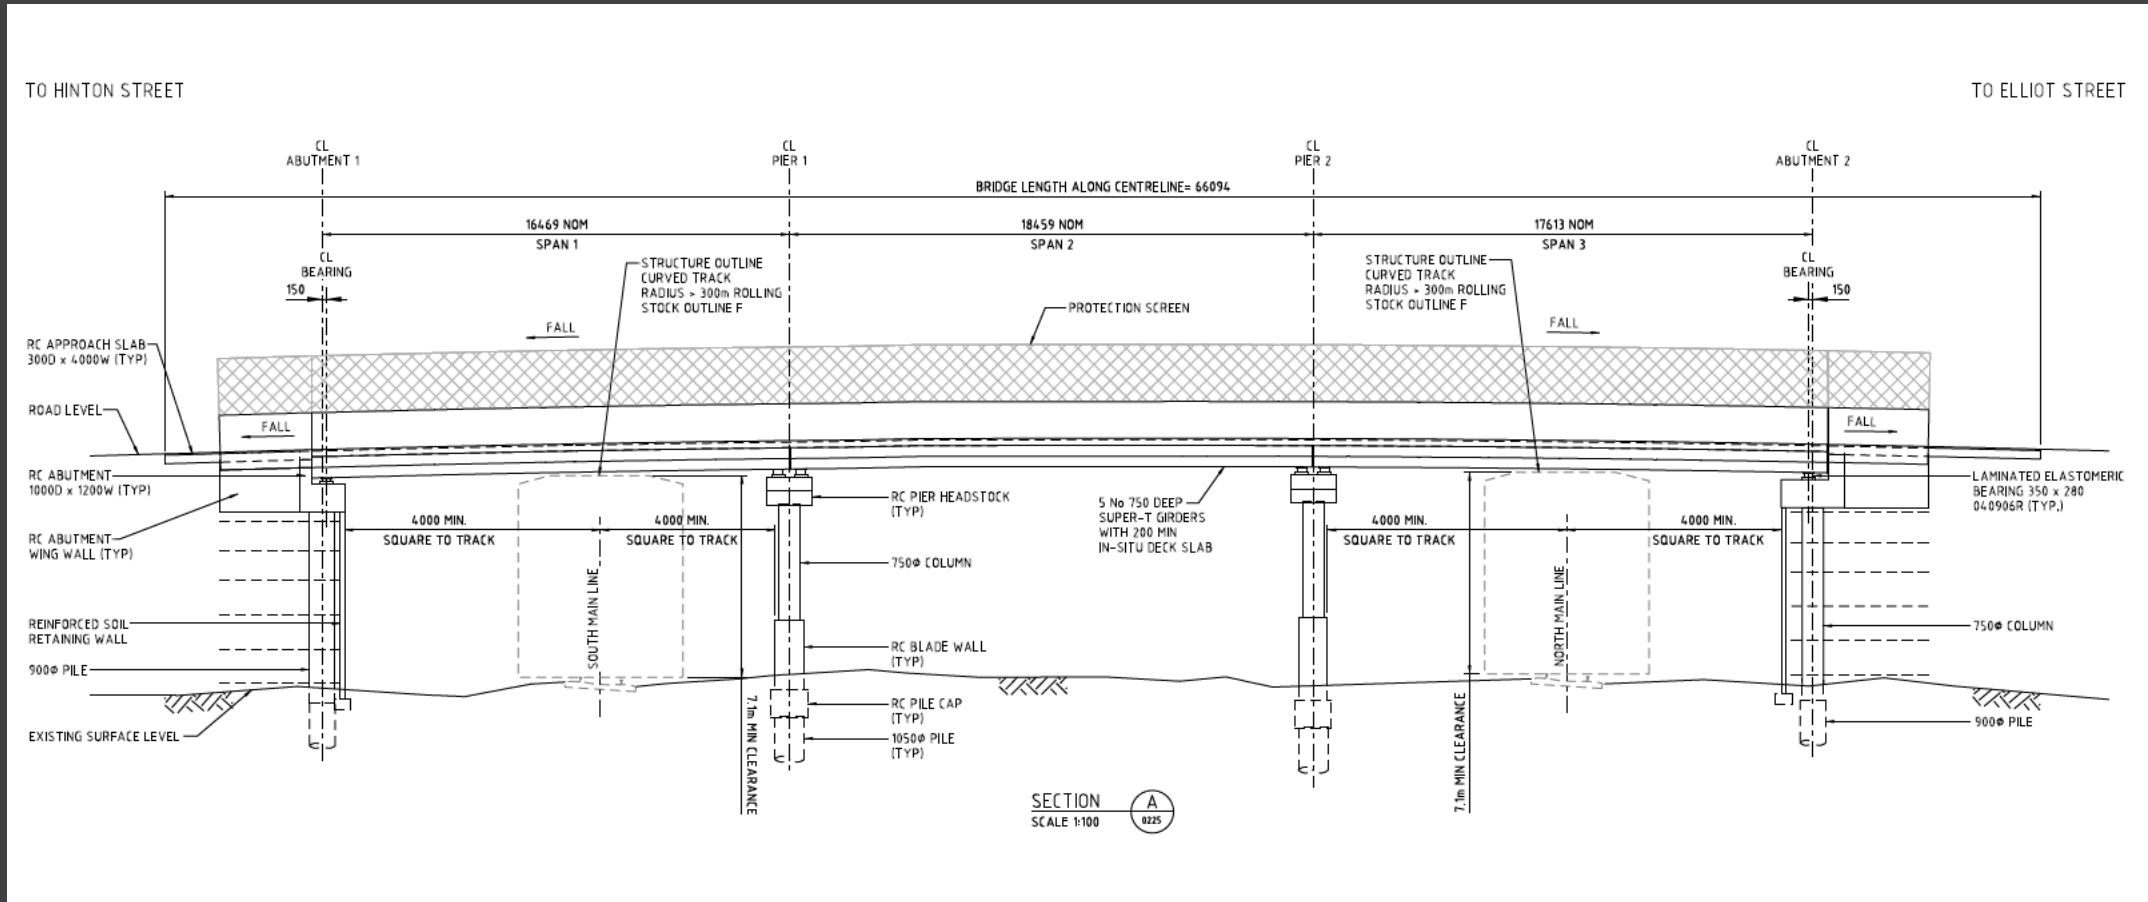 TO HINTON STREET
TO ELLIOT STREET
CL
ABUTMENT 1
CL
PIER 1
CL
PIER 2
CL
ABUTMENT 2
BRIDGE LENGTH ALONG CENTRELINE= 66094
16469 NOM
SPAN 1
18459 NOM
SPAN 2
17613 NOM
SPAN 3
CL
BEARING
150
STRUCTURE OUTLINE
CURVED TRACK
RADIUS > 300m ROLLING
STOCK OUTLINE F
STRUCTURE OUTLINE
CURVED TRACK
RADIUS > 300m ROLLING
STOCK OUTLINE F
CL
BEARING
150
PROTECTION SCREEN
FALL
FALL
RC APPROACH SLAB
300D x 4000W (TYP)
ROAD LEVEL
FALL
FALL
RC ABUTMENT
1000D x 1200W (TYP)
RC ABUTMENT
WING WALL (TYP)
REINFORCED SOIL
RETAINING WALL
900Ø PILE
EXISTING SURFACE LEVEL
4000 MIN.
SQUARE TO TRACK
4000 MIN.
SQUARE TO TRACK
SOUTH MAIN LINE
7.1m MIN CLEARANCE
RC PIER HEADSTOCK
(TYP)
750Ø COLUMN
RC BLADE WALL
(TYP)
RC PILE CAP
(TYP)
1050Ø PILE
(TYP)
5 No 750 DEEP
SUPER-T GIRDERS
WITH 200 MIN
IN-SITU DECK SLAB
4000 MIN.
SQUARE TO TRACK
4000 MIN.
SQUARE TO TRACK
NORTH MAIN LINE
7.1m MIN CLEARANCE
LAMINATED ELASTOMERIC
BEARING 350 x 280
040906R (TYP.)
750Ø COLUMN
900Ø PILE
SECTION
SCALE 1:100
A
0225